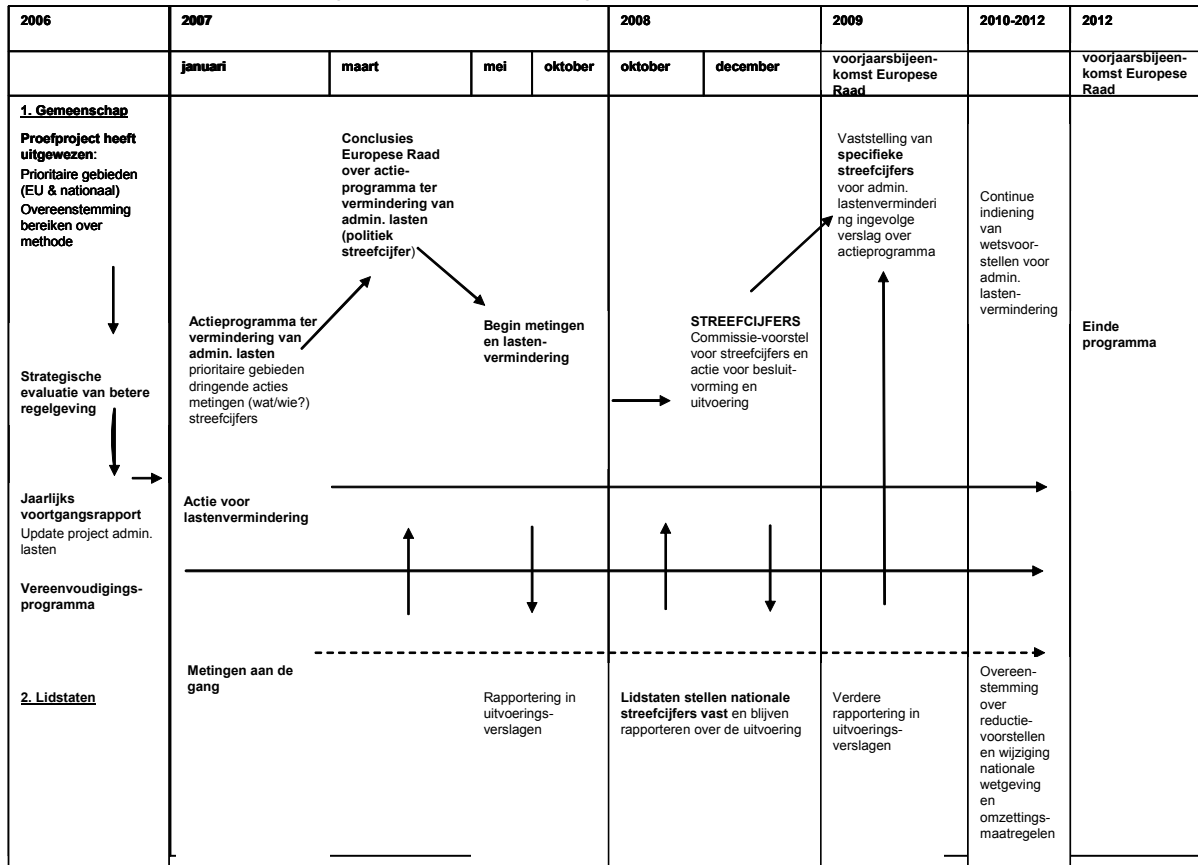 2006
2007
2008
2009
2010-2012
2012
januari
maart
mei
oktober
oktober
december
voorjaarsbijeen-
komst Europese
Raad
voorjaarsbijeen-
komst Europese
Raad
1. Gemeenschap
Proefproject heeft
uitgewezen:
Prioritaire gebieden
(EU & nationaal)
Overeenstemming
bereiken over
methode
Strategische
evaluatie van betere
regelgeving
Jaarlijks
voortgangsrapport
Update project admin.
lasten
Vereenvoudigings-
programma
Actieprogramma ter
vermindering van
admin. lasten
prioritaire gebieden
dringende acties
metingen (wat/wie?)
streefcijfers
Actie voor
lastenvermindering
Conclusies
Europese Raad
over actie-
programma ter
vermindering van
admin. lasten
(politiek
streefcijfer)
Begin metingen
en lasten-
vermindering
STREEFCIJFERS
Commissie-voorstel
voor streefcijfers en
actie voor besluit-
vorming en
uitvoering
Vaststelling van
specifieke
streefcijfers
voor admin.
lastenverminderi
ng ingevolge
verslag over
actieprogramma
Continue
indiening
van
wetsvoor-
stellen voor
admin.
lasten-
vermindering
Einde
programma
2. Lidstaten
Metingen aan de
gang
Rapportering in
uitvoerings-
verslagen
Lidstaten stellen nationale
streefcijfers vast en blijven
rapporteren over de uitvoering
Verdere
rapportering in
uitvoerings-
verslagen
Overeen-
stemming
over
reductie-
voorstellen
en wijziging
nationale
wetgeving
en
omzettings-
maatregelen